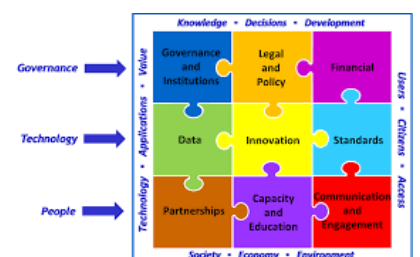 Knowledge • Decisions • Development
Governance
Technology
People
Technology • Applications • Value
Governance
and
Institutions
Legal
and
Policy
Financial
Data
Innovation
Standards
Partnerships
Capacity
and
Education
Communication
and
Engagement
Users • Citizens • Access
Society • Economy • Environment